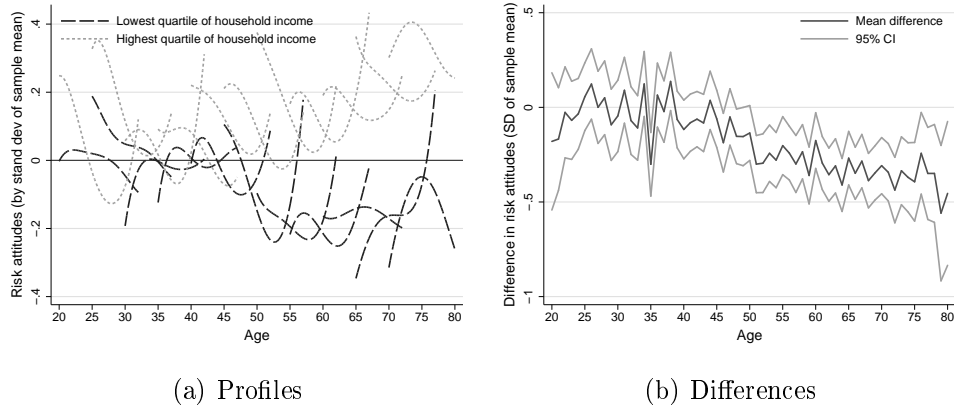 Lowest quartile of household income
Highest quartile of household income
Risk attitudes (by stand dev of sample mean)
.4
.2
0
-.2
-.4
20 25 30 35 40 45 50 55 60 65 70 75 80
Age
(a) Profiles
Mean difference
95% CI
Difference in risk attitudes (SD of sample mean)
.5
0
-.5
-1
20 25 30 35 40 45 50 55 60 65 70 75 80
Age
(b) Differences